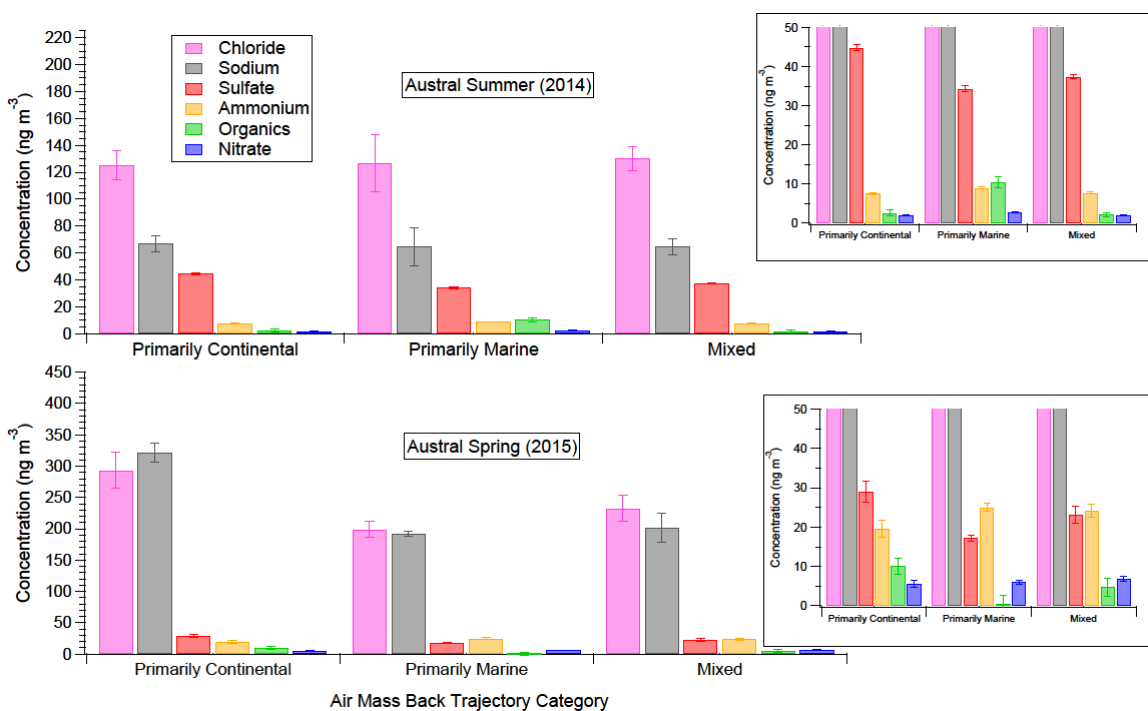 220
200
180
160
140
120
100
80
60
40
20
0
Concentration (ng m⁻³)
Chloride
Sodium
Sulfate
Ammonium
Organics
Nitrate
Austral Summer (2014)
Primarily Continental
Primarily Marine
Mixed
50
40
30
20
10
0
Concentration (ng m⁻³)
Primarily Continental
Primarily Marine
Mixed
450
400
350
300
250
200
150
100
50
0
Concentration (ng m⁻³)
Austral Spring (2015)
Primarily Continental
Primarily Marine
Mixed
50
40
30
20
10
0
Concentration (ng m⁻³)
Primarily Continental
Primarily Marine
Mixed
Air Mass Back Trajectory Category